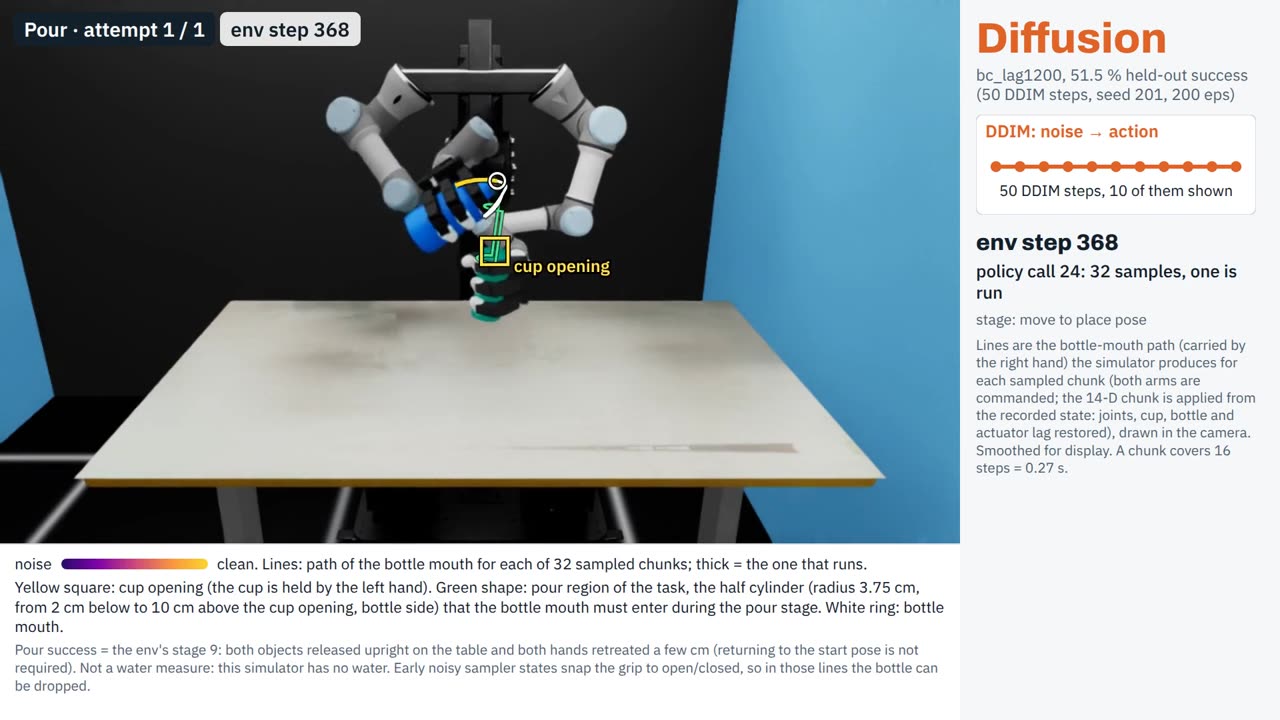 Pour · attempt 1 / 1
env step 368
cup opening
Diffusion
bc_lag1200, 51.5 % held-out success
(50 DDIM steps, seed 201, 200 eps)
DDIM: noise → action
50 DDIM steps, 10 of them shown
env step 368
policy call 24: 32 samples, one is
run
stage: move to place pose
Lines are the bottle-mouth path (carried by
the right hand) the simulator produces for
each sampled chunk (both arms are
commanded; the 14-D chunk is applied from
the recorded state: joints, cup, bottle and
actuator lag restored), drawn in the camera.
Smoothed for display. A chunk covers 16
steps = 0.27 s.
noise clean. Lines: path of the bottle mouth for each of 32 sampled chunks; thick = the one that runs.
Yellow square: cup opening (the cup is held by the left hand). Green shape: pour region of the task, the half cylinder (radius 3.75 cm,
from 2 cm below to 10 cm above the cup opening, bottle side) that the bottle mouth must enter during the pour stage. White ring: bottle
mouth.
Pour success = the env's stage 9: both objects released upright on the table and both hands retreated a few cm (returning to the start pose is not
required). Not a water measure: this simulator has no water. Early noisy sampler states snap the grip to open/closed, so in those lines the bottle can
be dropped.